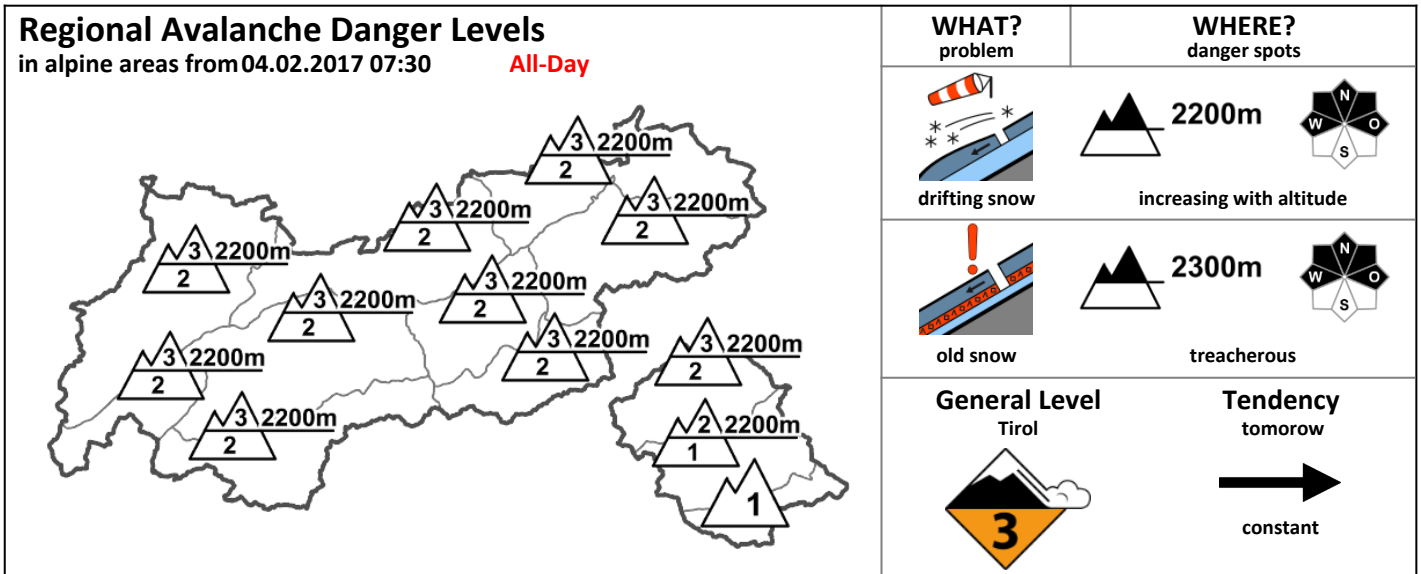 Regional Avalanche Danger Levels
in alpine areas from 04.02.2017 07:30 All-Day
3 2200m
2
3 2200m
2
3 2200m
2
3 2200m
2
3 2200m
2
3 2200m
2
3 2200m
2
3 2200m
2
3 2200m
2
3 2200m
2
3 2200m
2
2 2200m
1
1
WHAT?
problem
WHERE?
danger spots
2200m
N
W O
S
drifting snow
increasing with altitude
2300m
N
W O
S
old snow
treacherous
General Level
Tirol
3
Tendency
tomorow
constant